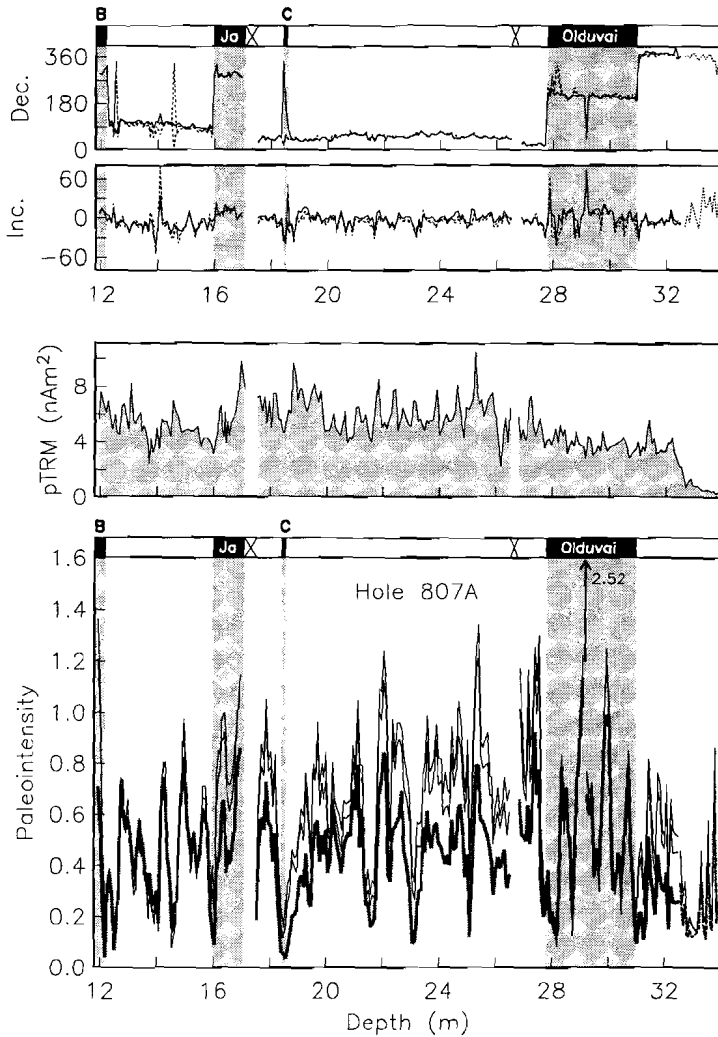 B C
Ja Olduvai
360
180
0
Dec.
60
0
-60
Inc.
12 16 20 24 28 32
8
4
0
pTRM (nAm²)
B C
Ja Olduvai
1.6
1.4
1.2
1.0
0.8
0.6
0.4
0.2
0.0
Paleointensity
Hole 807A
2.52
12 16 20 24 28 32
Depth (m)